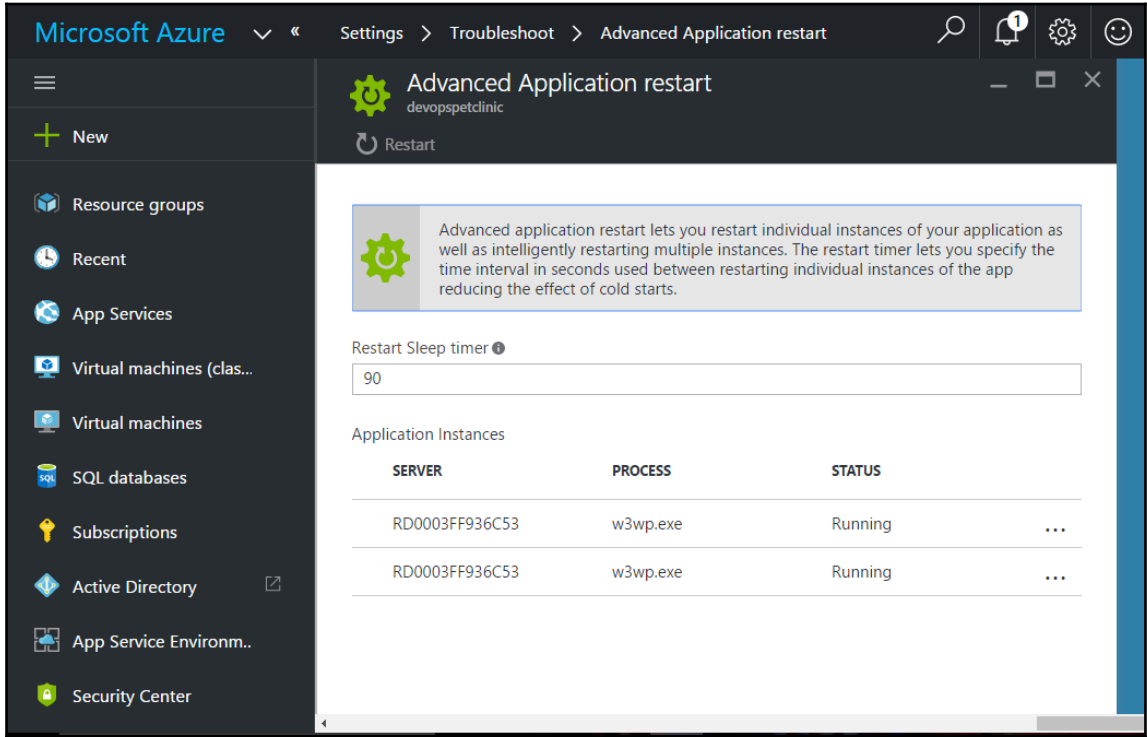 Microsoft Azure
Settings > Troubleshoot > Advanced Application restart
1
Advanced Application restart
devopspetclinic
Restart
New
Resource groups
Recent
App Services
Virtual machines (clas...
Virtual machines
SQL databases
SQL
Subscriptions
Active Directory
App Service Environm..
Security Center
Advanced application restart lets you restart individual instances of your application as
well as intelligently restarting multiple instances. The restart timer lets you specify the
time interval in seconds used between restarting individual instances of the app
reducing the effect of cold starts.
Restart Sleep timer
90
Application Instances
SERVER PROCESS STATUS
RD0003FF936C53 w3wp.exe Running ...
RD0003FF936C53 w3wp.exe Running ...